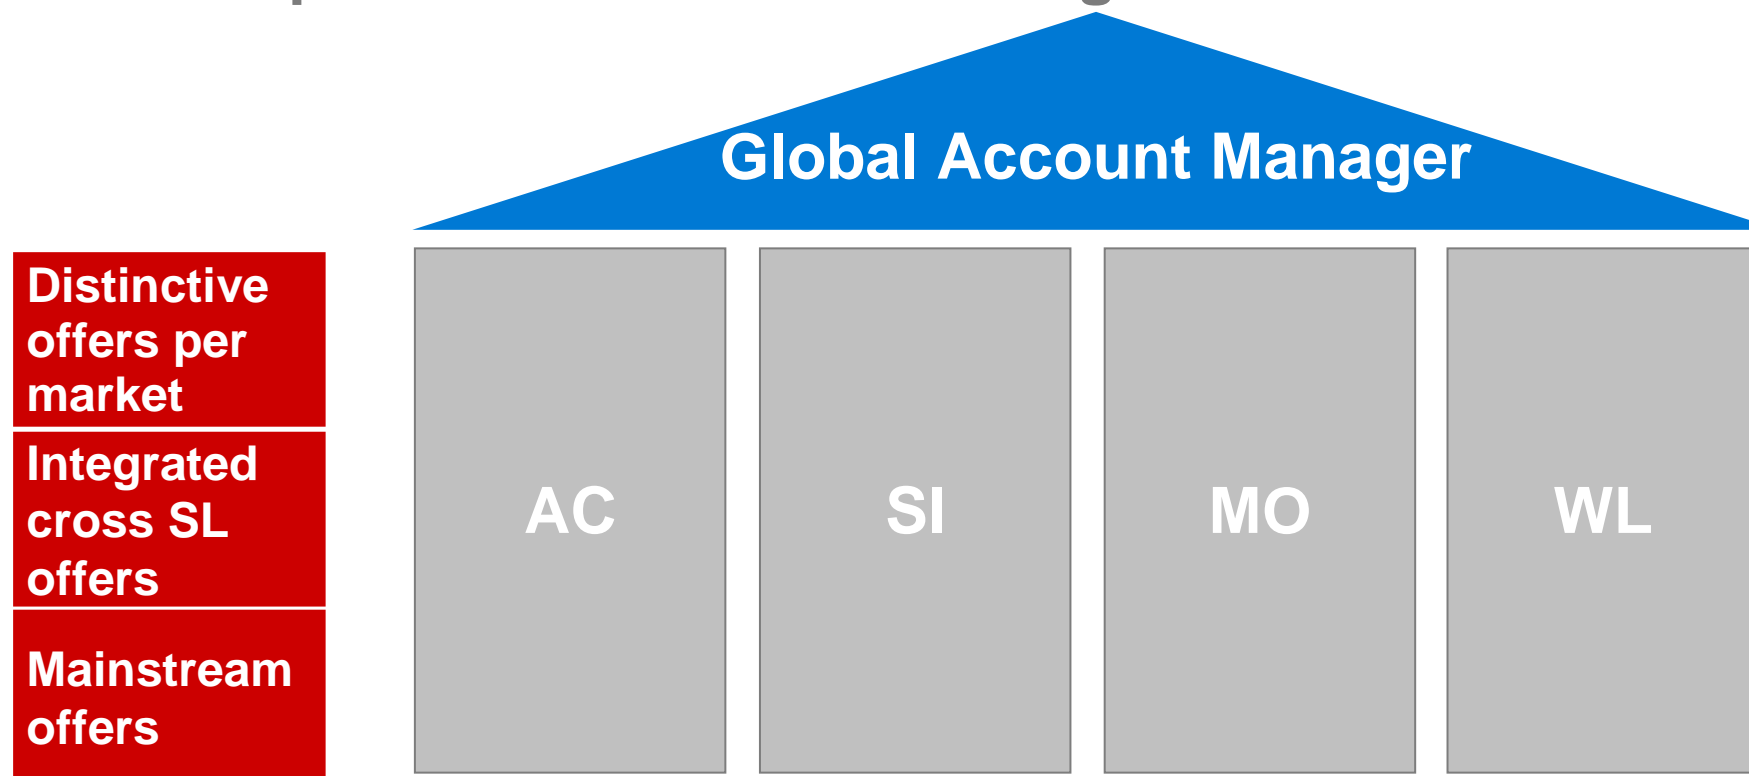 Global Account Manager
Distinctive
offers per
market
Integrated
cross SL
offers
Mainstream
offers
AC
SI
MO
WL